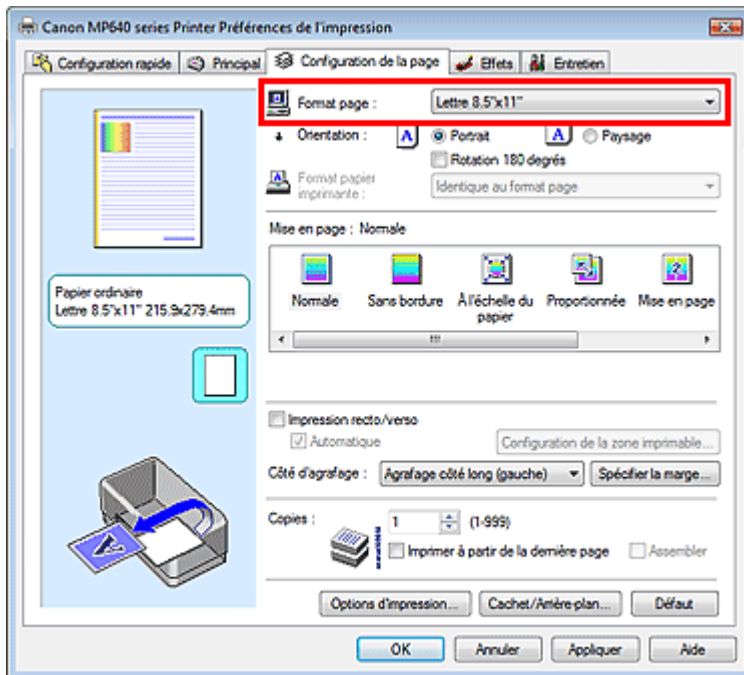 Canon MP640 series Printer Préférences de l'impression
Configuration rapide Principal Configuration de la page Effets Entretien
Format page : Lettre 8.5"x11"
Orientation : A Portrait A Paysage
Rotation 180 degrés
Format papier imprimante : Identique au format page
Mise en page : Normale
Normale Sans bordure À l'échelle du papier Proportionnée Mise en page
Papier ordinaire
Lettre 8.5"x11" 215.9x279.4mm
Impression recto/verso
Automatique Configuration de la zone imprimable...
Côté d'agrafage : Agrafage côté long (gauche) Spécifier la marge...
Copies : 1 (1-999)
Imprimer à partir de la dernière page Assembler
Options d'impression... Cachet/Arrière-plan... Défaut
OK Annuler Appliquer Aide